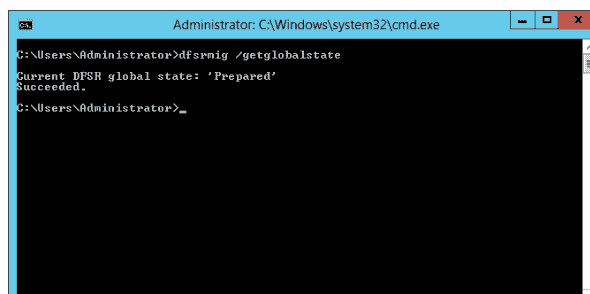 Administrator: C:\Windows\system32\cmd.exe
C:\Users\Administrator>dfsrmig /getglobalstate
Current DFSR global state: 'Prepared'
Succeeded.
C:\Users\Administrator>_